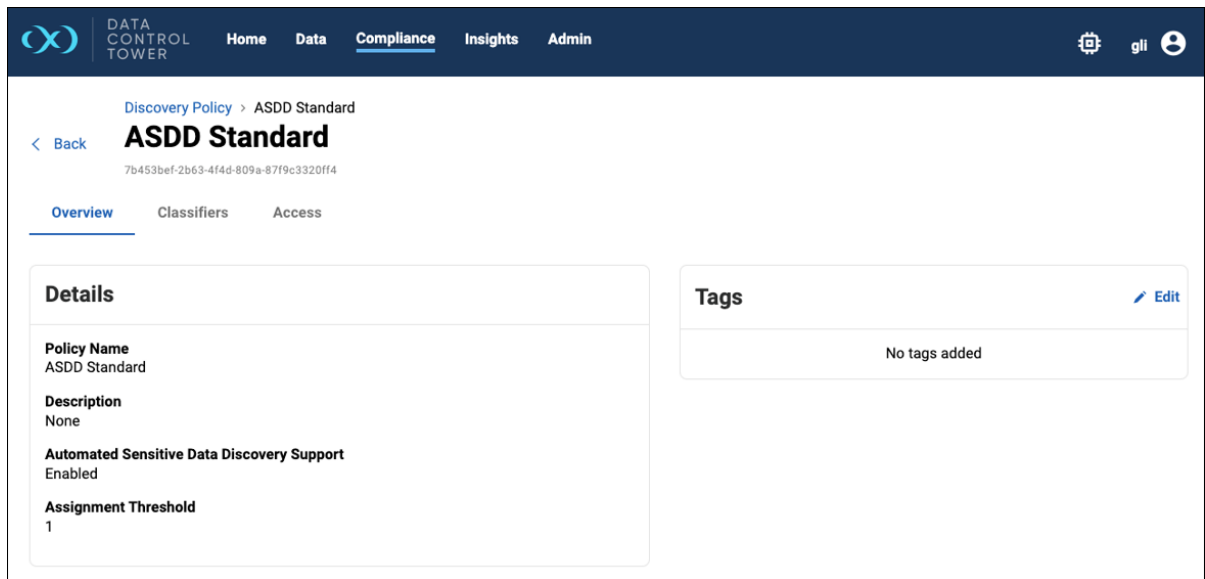 DATA
CONTROL
TOWER
Home Data Compliance Insights Admin
gli
Discovery Policy > ASDD Standard
< Back
ASDD Standard
7b453bef-2b63-4f4d-809a-87f9c3320ff4
Overview Classifiers Access
Details
Policy Name
ASDD Standard
Description
None
Automated Sensitive Data Discovery Support
Enabled
Assignment Threshold
1
Tags
Edit
No tags added